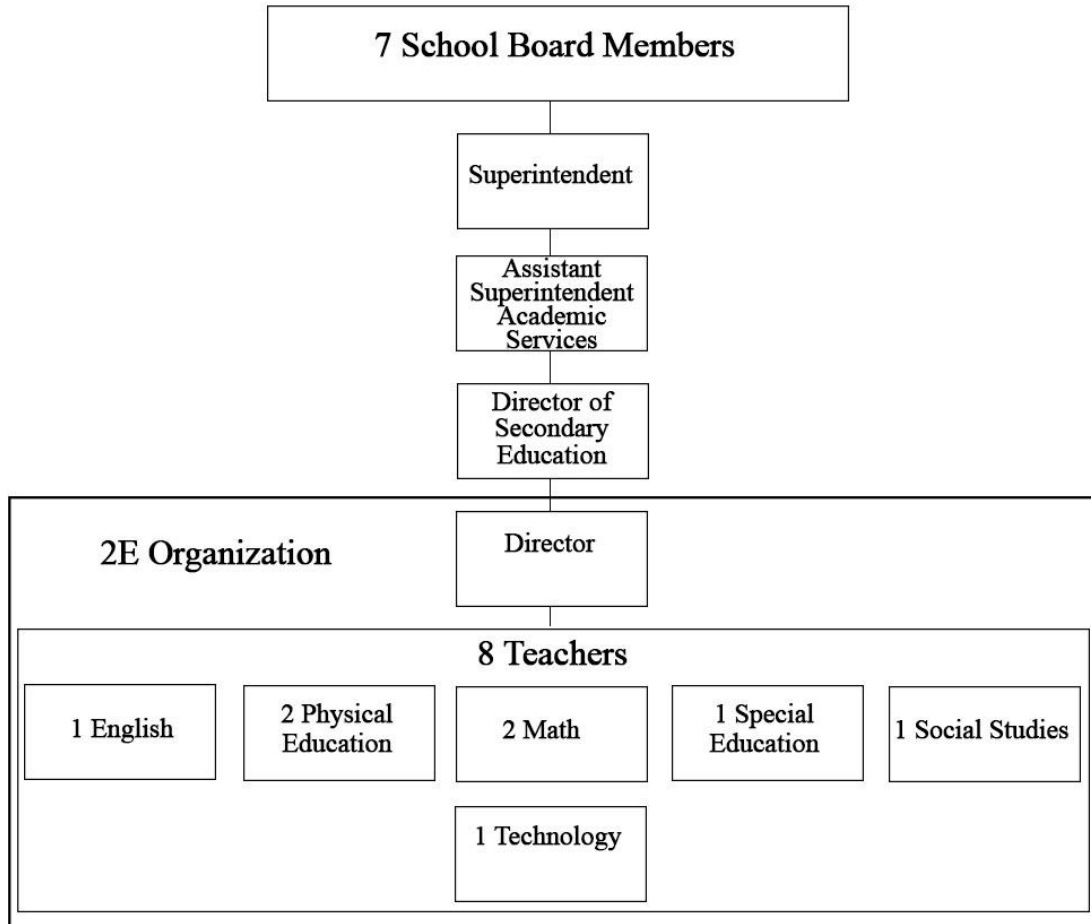 7 School Board Members
Superintendent
Assistant
Superintendent
Academic
Services
Director of
Secondary
Education
2E Organization
Director
8 Teachers
1 English
2 Physical
Education
2 Math
1 Special
Education
1 Social Studies
1 Technology